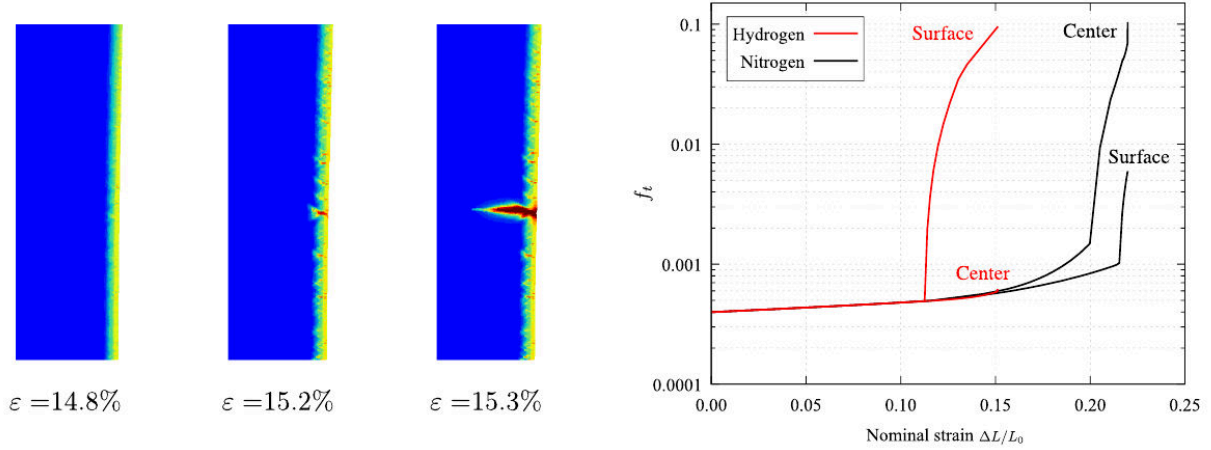 ε =14.8%
ε =15.2%
ε =15.3%
Hydrogen
Nitrogen
Surface
Center
Surface
Center
f_t
0.1
0.01
0.001
0.0001
0.00
0.05
0.10
0.15
0.20
0.25
Nominal strain ΔL/L₀